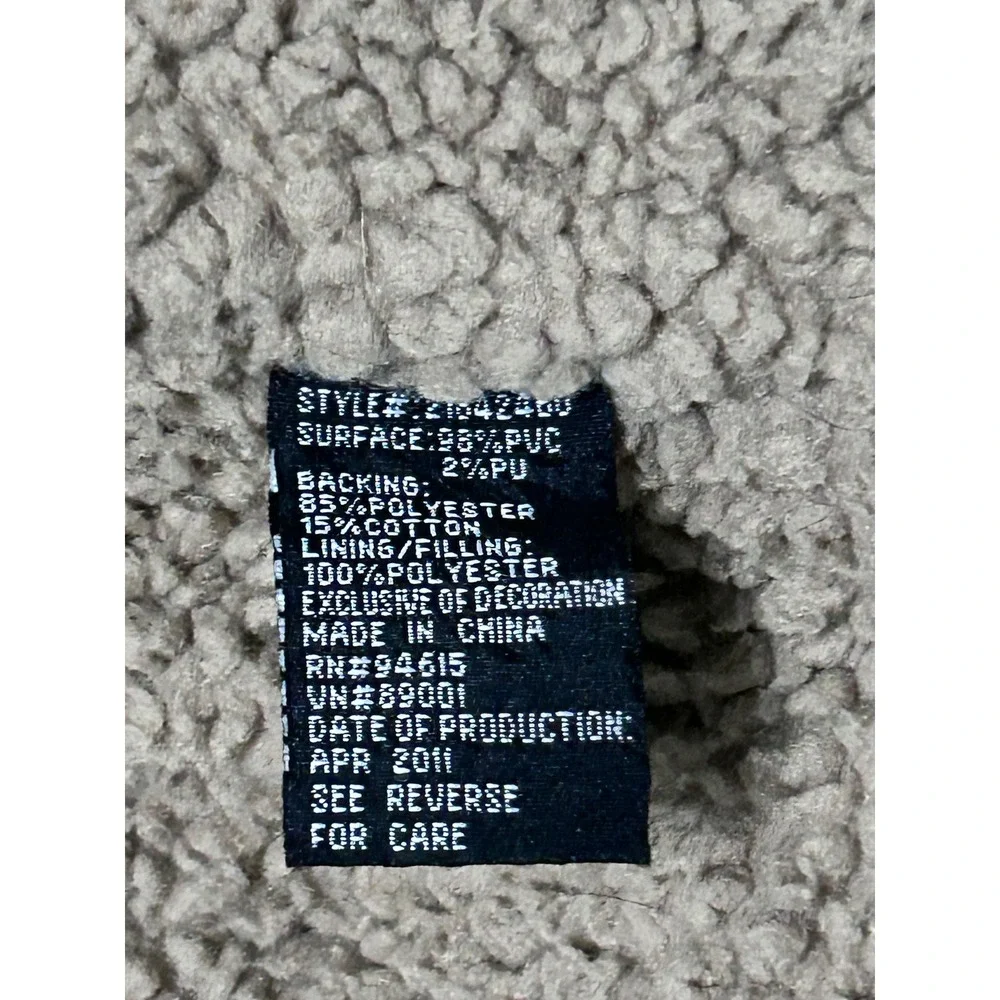 STYLE#:
SURFACE:98%PVC
2%PU
BACKING:
85%POLYESTER
15%COTTON
LINING/FILLING:
100%POLYESTER
EXCLUSIVE OF DECORATION
MADE IN CHINA
RN#94615
VN#89001
DATE OF PRODUCTION:
APR 2011
SEE REVERSE
FOR CARE